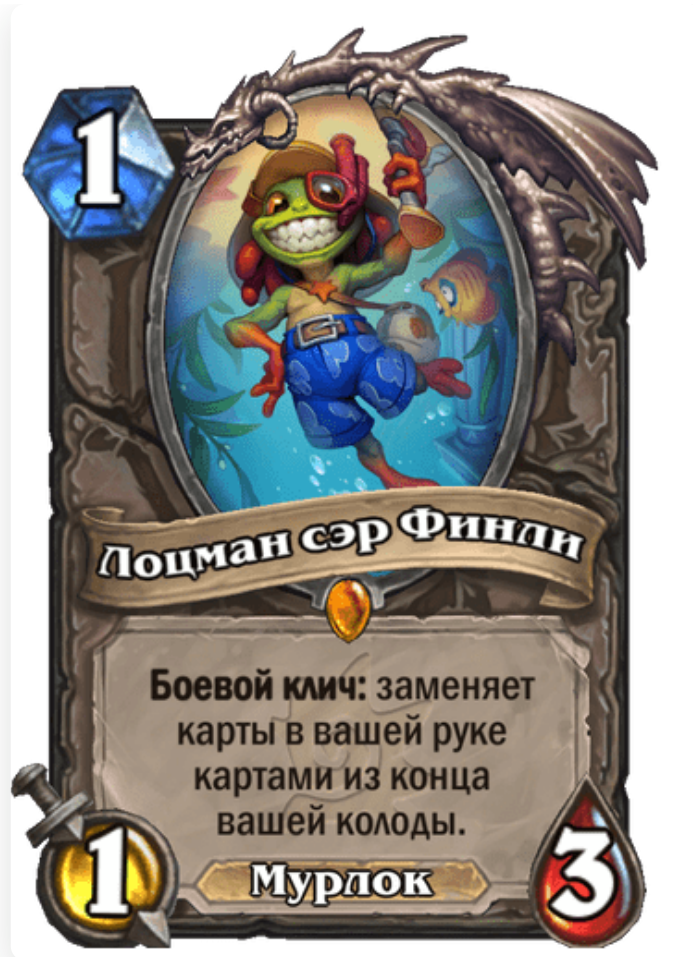 1
Лоцман сэр Финли
Боевой клич: заменяет
карты в вашей руке
картами из конца
вашей колоды.
1
Мурлок
3